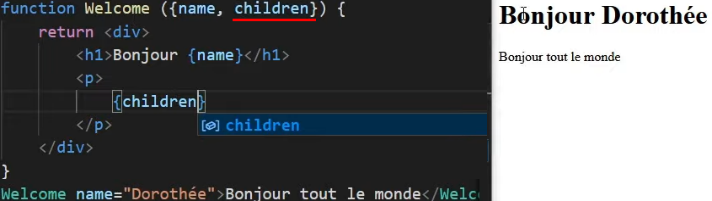 function Welcome ({name, children}) {
return <div>
<h1>Bonjour {name}</h1>
<p>
{children}
children
</p>
</div>
}
Welcome name="Dorothée">Bonjour tout le monde</Welc
Bonjour Dorothée
Bonjour tout le monde